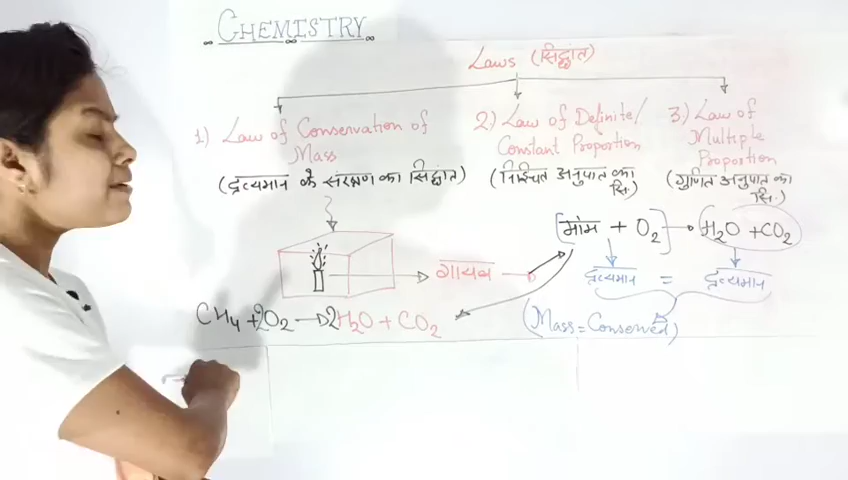 CHEMISTRY
Laws (सिद्धांत)
1) Law of Conservation of
Mass
(द्रव्यमान के संरक्षण का सिद्धांत)
2) Law of Definite/
Constant Proportion
(निश्चित अनुपात का
सि.)
3) Law of
Multiple
Proportion
(गुणित अनुपात का
सि.)
गायब
[मोम + O₂] → H₂O + CO₂
द्रव्यमान = द्रव्यमान
(Mass = Conserved)
CH₄ + 2O₂ → 2H₂O + CO₂